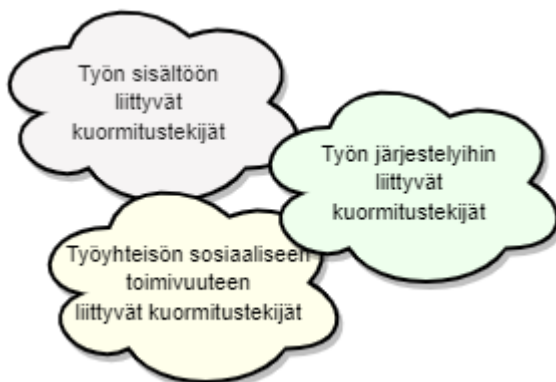 Työn sisältöön
liittyvät
kuormitustekijät
Työn järjestelyihin
liittyvät
kuormitustekijät
Työyhteisön sosiaaliseen
toimivuuteen
liittyvät kuormitustekijät